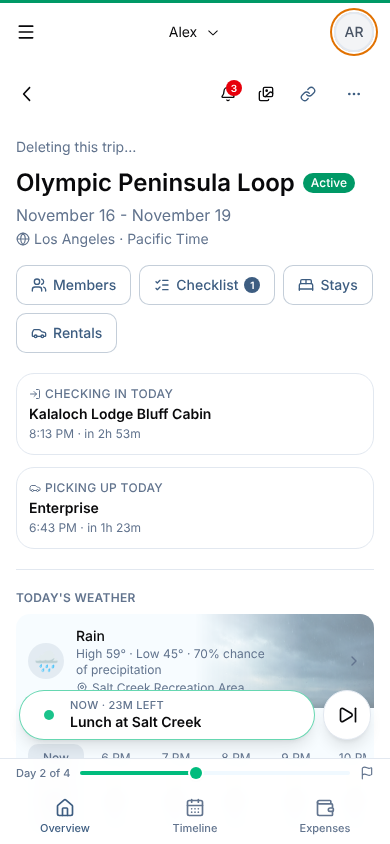 Alex
AR
3
Deleting this trip...
Olympic Peninsula Loop Active
November 16 - November 19
Los Angeles · Pacific Time
Members
Checklist 1
Stays
Rentals
CHECKING IN TODAY
Kalaloch Lodge Bluff Cabin
8:13 PM · in 2h 53m
PICKING UP TODAY
Enterprise
6:43 PM · in 1h 23m
TODAY'S WEATHER
Rain
High 59° · Low 45° · 70% chance
of precipitation
Salt Creek Recreation Area
NOW · 23M LEFT
Lunch at Salt Creek
Now 6 PM 7 PM 8 PM 9 PM 10 PM
Day 2 of 4
Overview
Timeline
Expenses